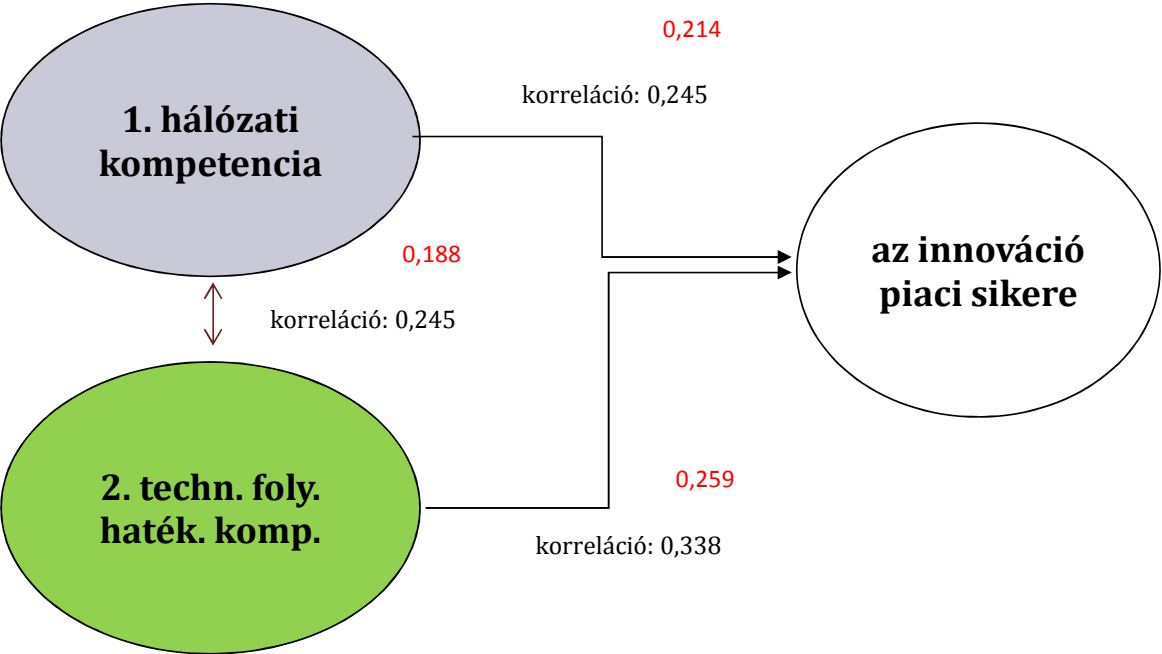 0,214
korreláció: 0,245
1. hálózati
kompetencia
az innováció
piaci sikere
0,188
korreláció: 0,245
2. techn. foly.
haték. komp.
0,259
korreláció: 0,338